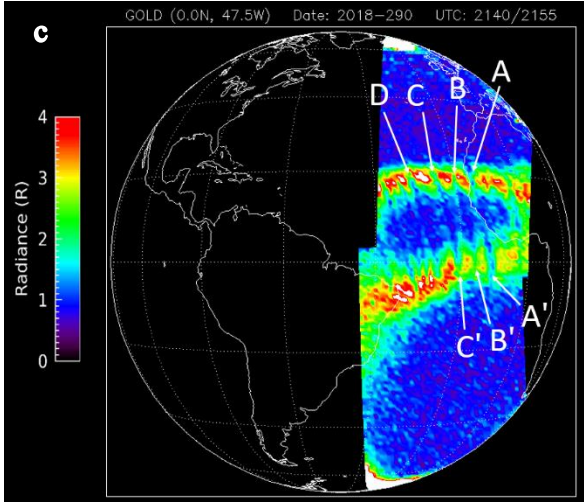 GOLD (0.0N, 47.5W) Date: 2018-290 UTC: 2140/2155
c
A
B
C
D
4
3
2
1
0
Radiance (R)
A'
B'
C'